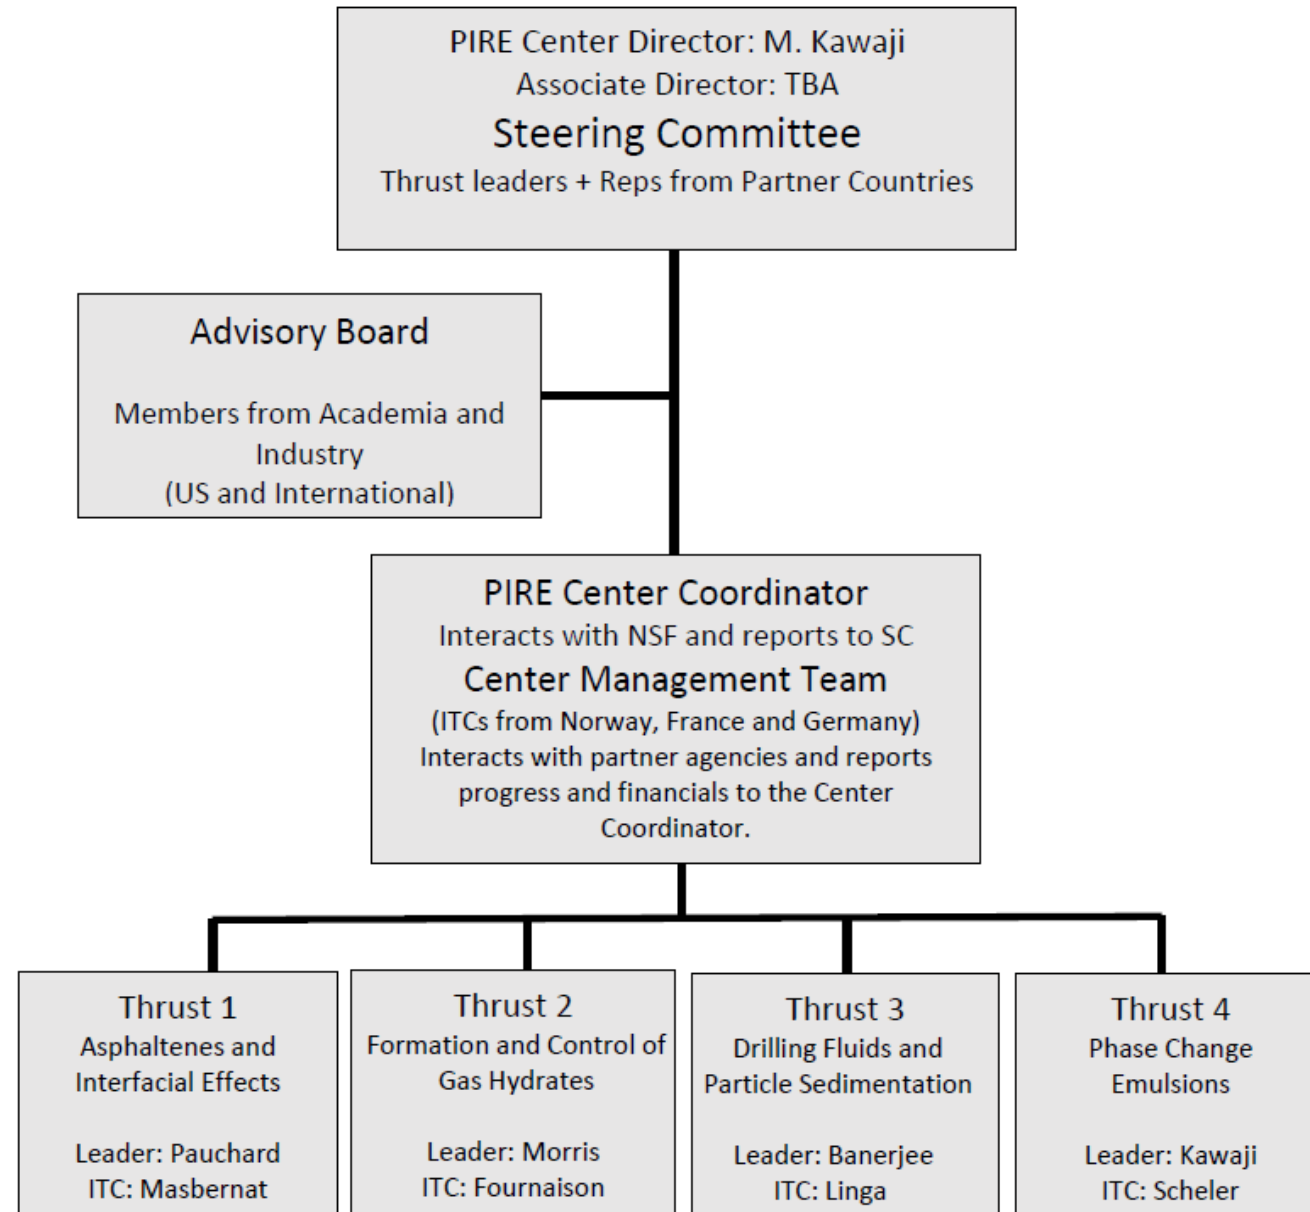 PIRE Center Director: M. Kawaji
Associate Director: TBA
Steering Committee
Thrust leaders + Reps from Partner Countries
Advisory Board
Members from Academia and
Industry
(US and International)
PIRE Center Coordinator
Interacts with NSF and reports to SC
Center Management Team
(ITCs from Norway, France and Germany)
Interacts with partner agencies and reports
progress and financials to the Center
Coordinator.
Thrust 1
Asphaltenes and
Interfacial Effects
Leader: Pauchard
ITC: Masbernat
Thrust 2
Formation and Control of
Gas Hydrates
Leader: Morris
ITC: Fournaison
Thrust 3
Drilling Fluids and
Particle Sedimentation
Leader: Banerjee
ITC: Linga
Thrust 4
Phase Change
Emulsions
Leader: Kawaji
ITC: Scheler